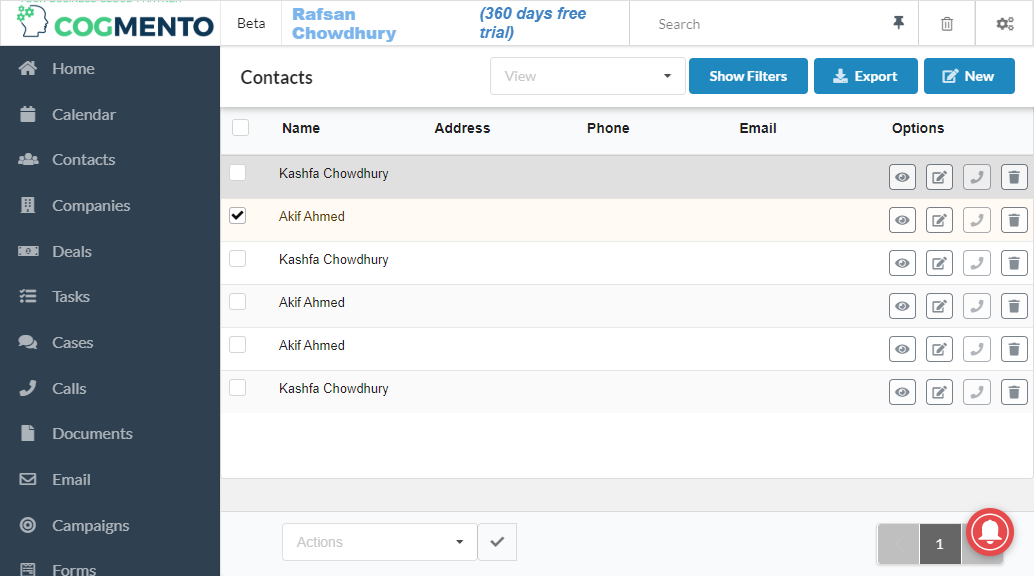 COGMENTO
Beta
Rafsan Chowdhury
(360 days free trial)
Search
Home
Calendar
Contacts
Companies
Deals
Tasks
Cases
Calls
Documents
Email
Campaigns
Forms
Contacts
View
Show Filters
Export
New
Name Address Phone Email Options
Kashfa Chowdhury
Akif Ahmed
Kashfa Chowdhury
Akif Ahmed
Akif Ahmed
Kashfa Chowdhury
Actions
1